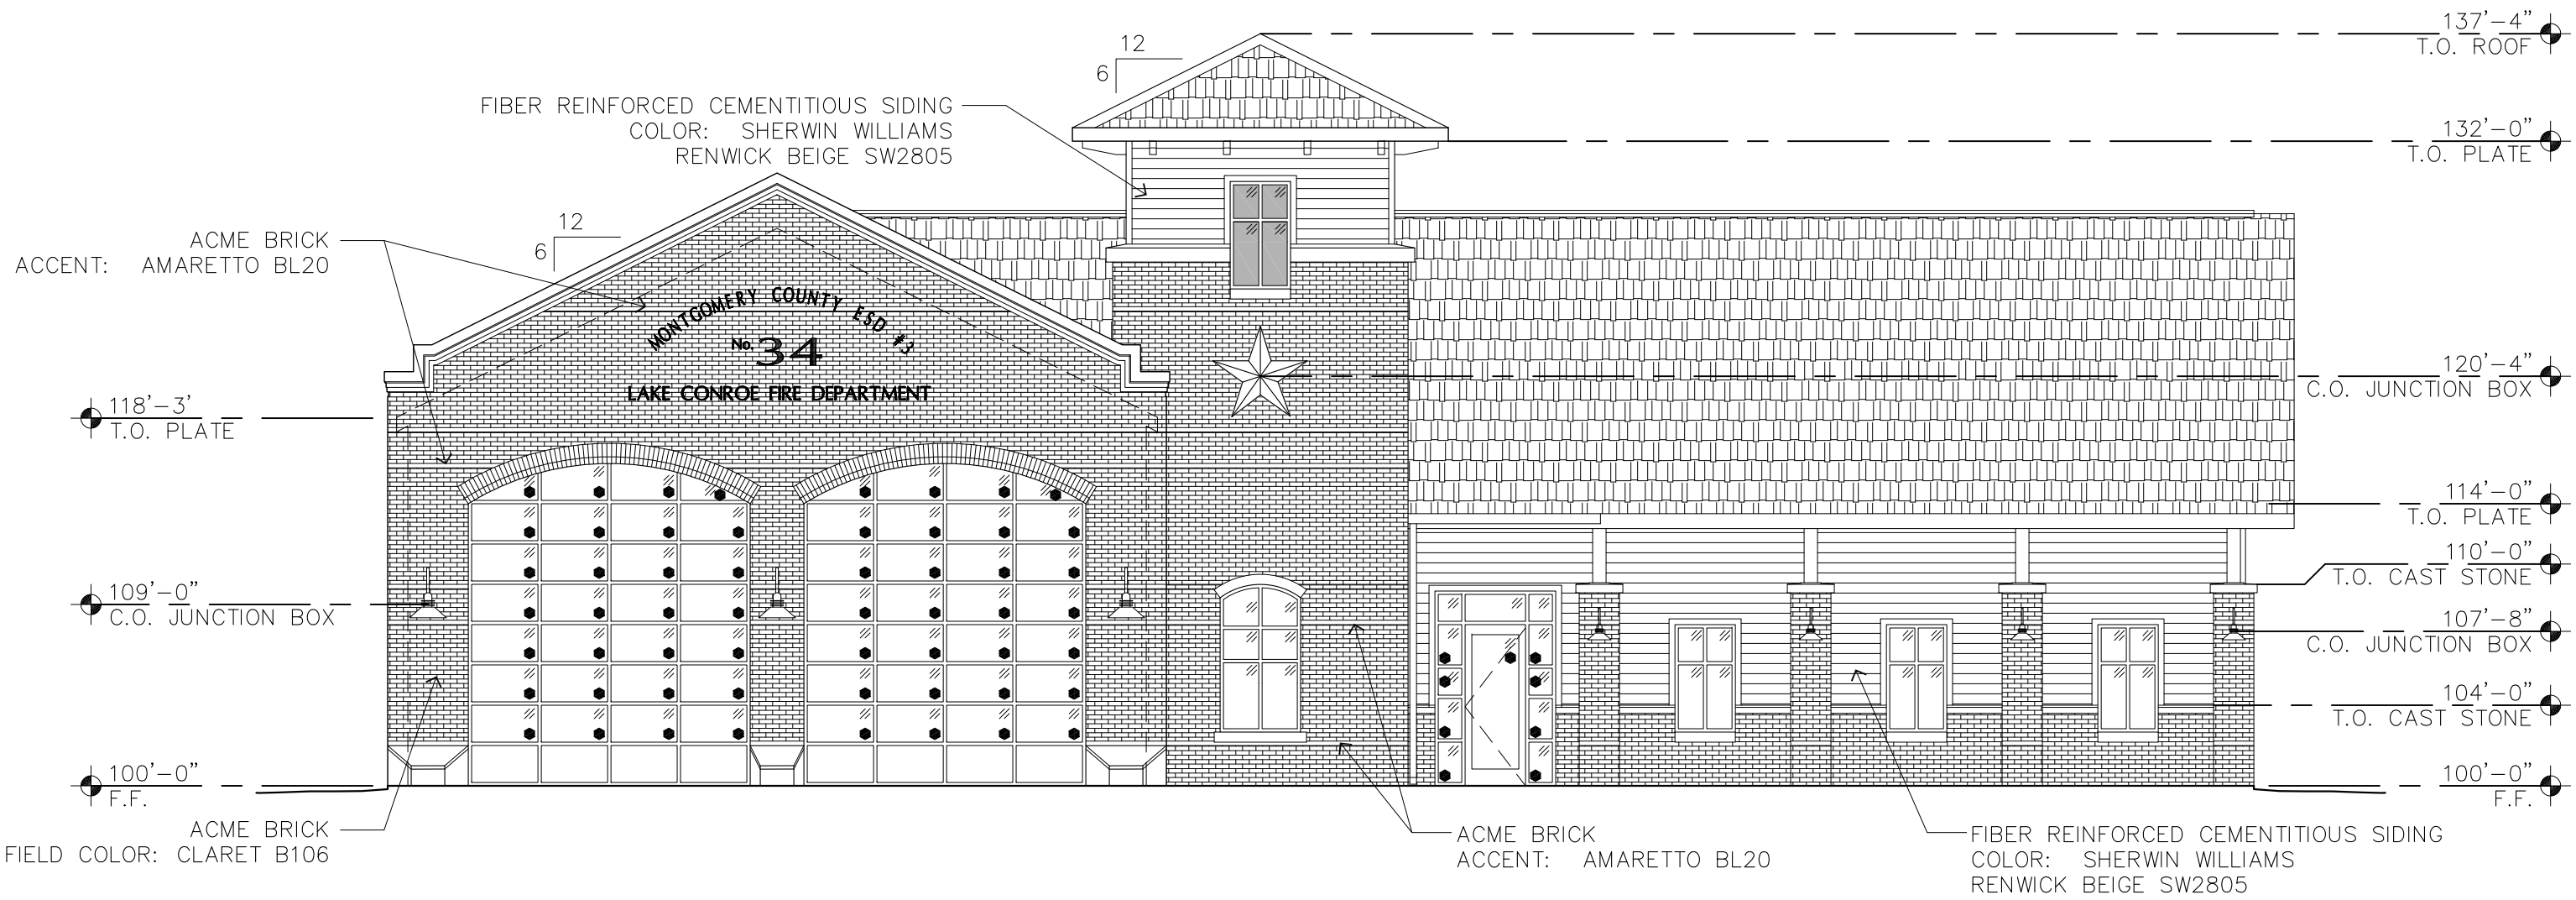 137'-4"
T.O. ROOF
12
6
FIBER REINFORCED CEMENTITIOUS SIDING
COLOR: SHERWIN WILLIAMS
RENWICK BEIGE SW2805
132'-0"
T.O. PLATE
12
6
ACME BRICK
ACCENT: AMARETTO BL20
MONTGOMERY COUNTY ESD #3
No. 34
LAKE CONROE FIRE DEPARTMENT
120'-4"
C.O. JUNCTION BOX
118'-3'
T.O. PLATE
114'-0"
T.O. PLATE
110'-0"
T.O. CAST STONE
109'-0"
C.O. JUNCTION BOX
107'-8"
C.O. JUNCTION BOX
104'-0"
T.O. CAST STONE
100'-0"
F.F.
100'-0"
F.F.
ACME BRICK
FIELD COLOR: CLARET B106
ACME BRICK
ACCENT: AMARETTO BL20
FIBER REINFORCED CEMENTITIOUS SIDING
COLOR: SHERWIN WILLIAMS
RENWICK BEIGE SW2805